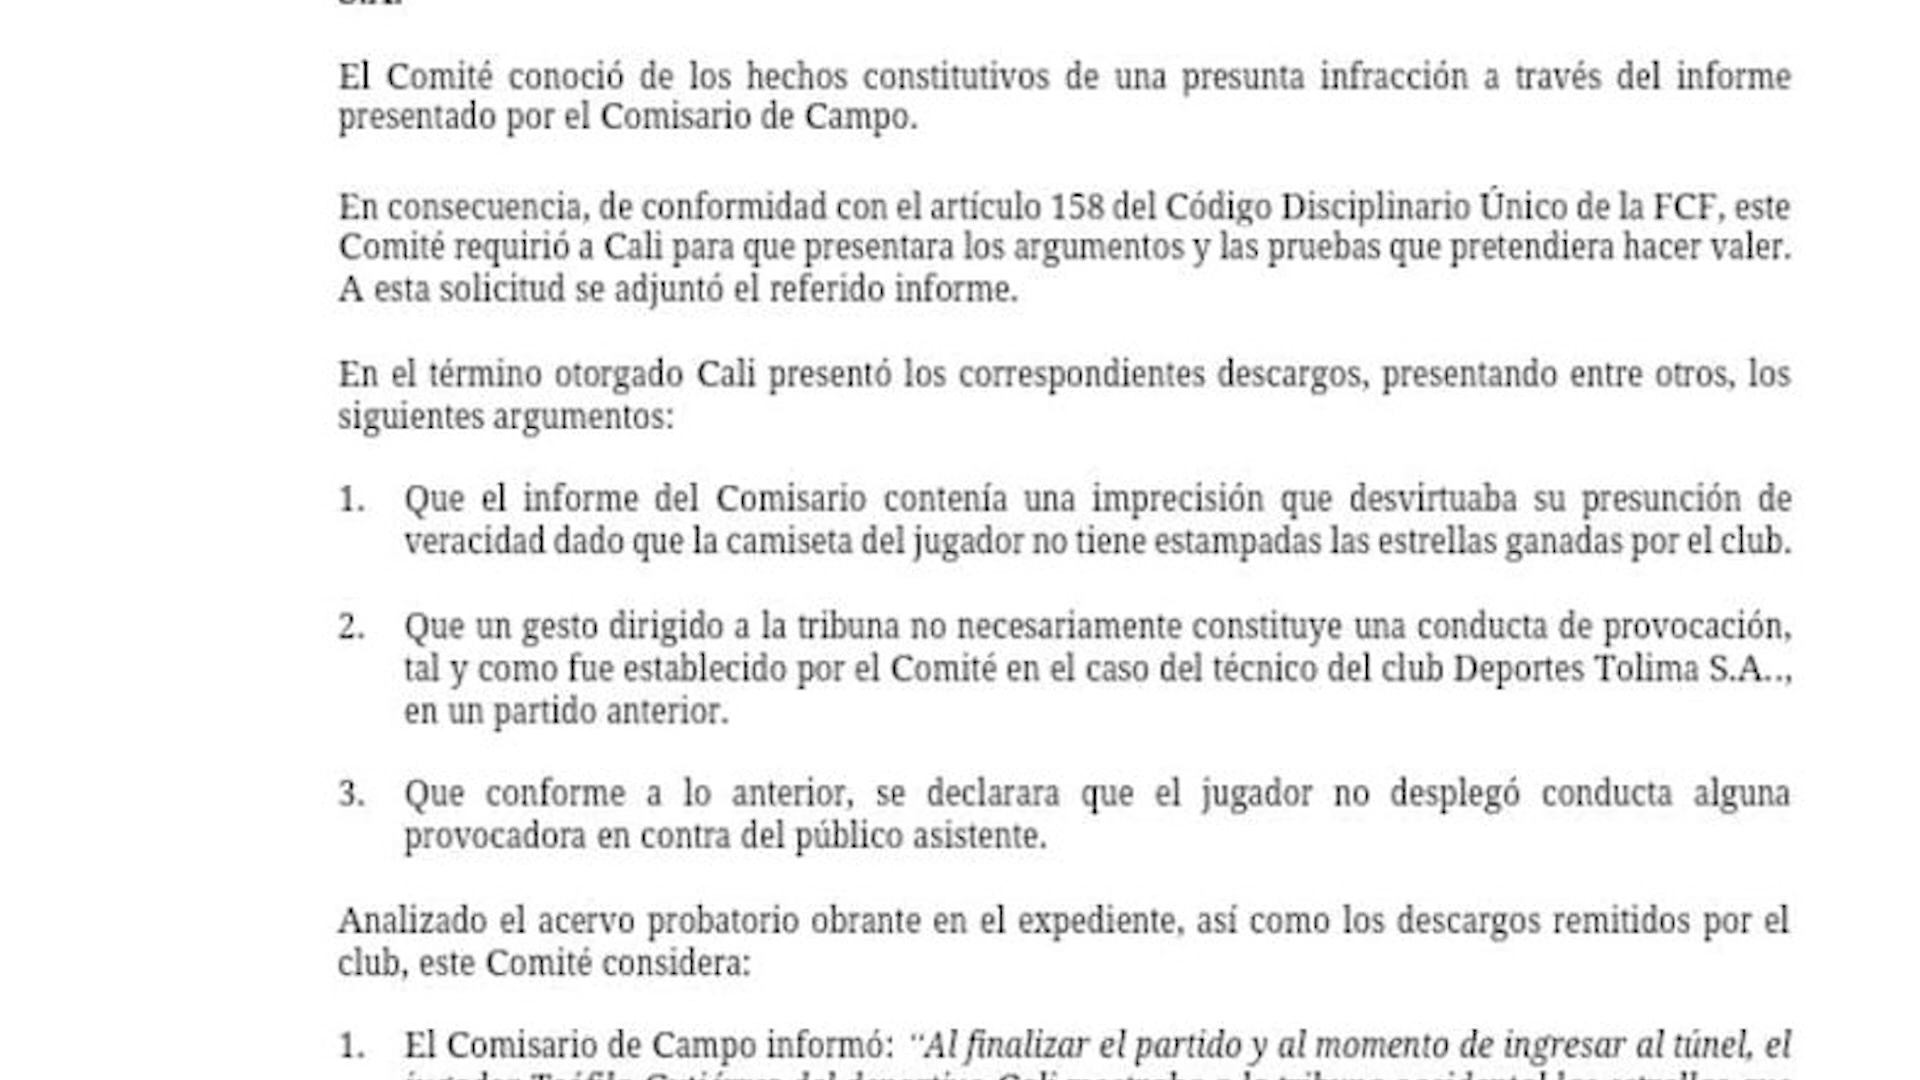 S.A.
El Comité conoció de los hechos constitutivos de una presunta infracción a través del informe
presentado por el Comisario de Campo.
En consecuencia, de conformidad con el artículo 158 del Código Disciplinario Único de la FCF, este
Comité requirió a Cali para que presentara los argumentos y las pruebas que pretendiera hacer valer.
A esta solicitud se adjuntó el referido informe.
En el término otorgado Cali presentó los correspondientes descargos, presentando entre otros, los
siguientes argumentos:
1. Que el informe del Comisario contenía una imprecisión que desvirtuaba su presunción de
veracidad dado que la camiseta del jugador no tiene estampadas las estrellas ganadas por el club.
2. Que un gesto dirigido a la tribuna no necesariamente constituye una conducta de provocación,
tal y como fue establecido por el Comité en el caso del técnico del club Deportes Tolima S.A..,
en un partido anterior.
3. Que conforme a lo anterior, se declarara que el jugador no desplegó conducta alguna
provocadora en contra del público asistente.
Analizado el acervo probatorio obrante en el expediente, así como los descargos remitidos por el
club, este Comité considera:
1. El Comisario de Campo informó: "Al finalizar el partido y al momento de ingresar al túnel, el